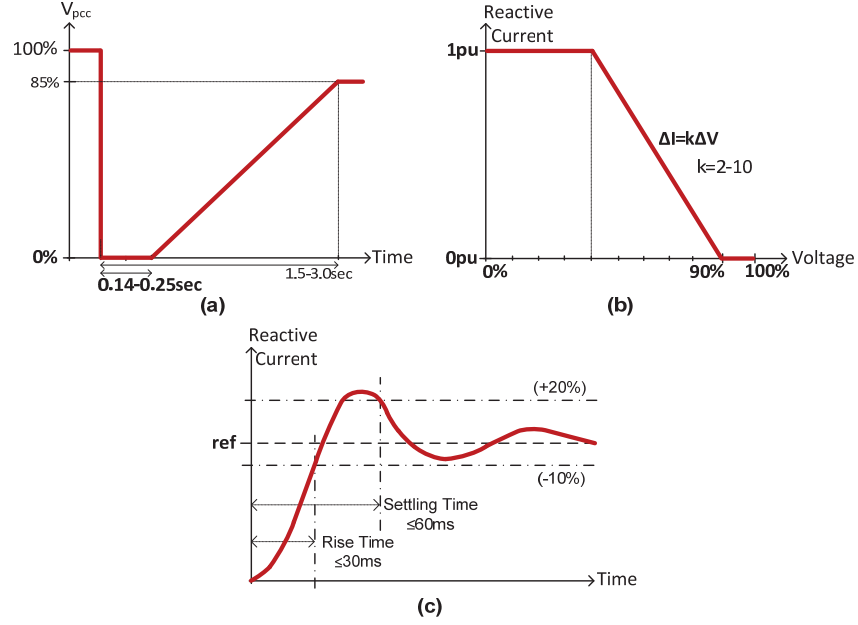 Vpcc
100%
85%
0%
Time
0.14-0.25sec
1.5-3.0sec
(a)
Reactive
Current
1pu
ΔI=kΔV
k=2-10
0pu
0%
90%
100%
Voltage
(b)
Reactive
Current
(+20%)
ref
(-10%)
Settling Time
≤60ms
Rise Time
≤30ms
Time
(c)